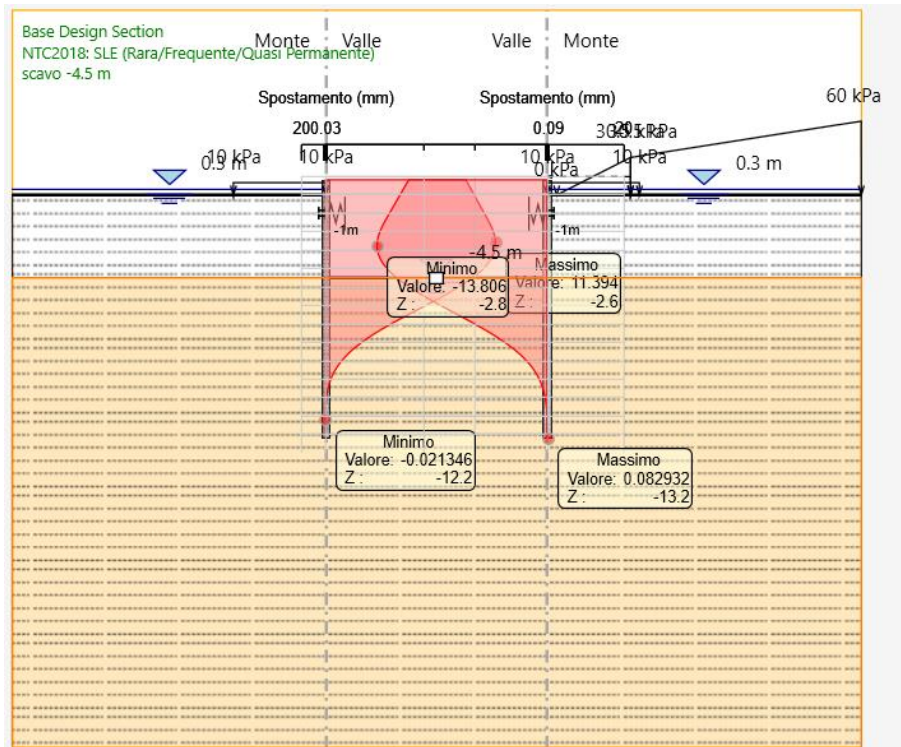 Base Design Section
Monte Valle Valle Monte
NTC2018: SLE (Rara/Frequente/Quasi Permanente)
scavo -4.5 m
Spostamento (mm) Spostamento (mm)
60 kPa
200.03 0.09
0.3 m 10 kPa 10 kPa 10 kPa 10 kPa 0.3 m
0 kPa
-1m -1m
-4.5 m
Minimo
Valore: -13.806
Z : -2.8
Massimo
Valore: 11.394
Z : -2.6
Minimo
Valore: -0.021346
Z : -12.2
Massimo
Valore: 0.082932
Z : -13.2